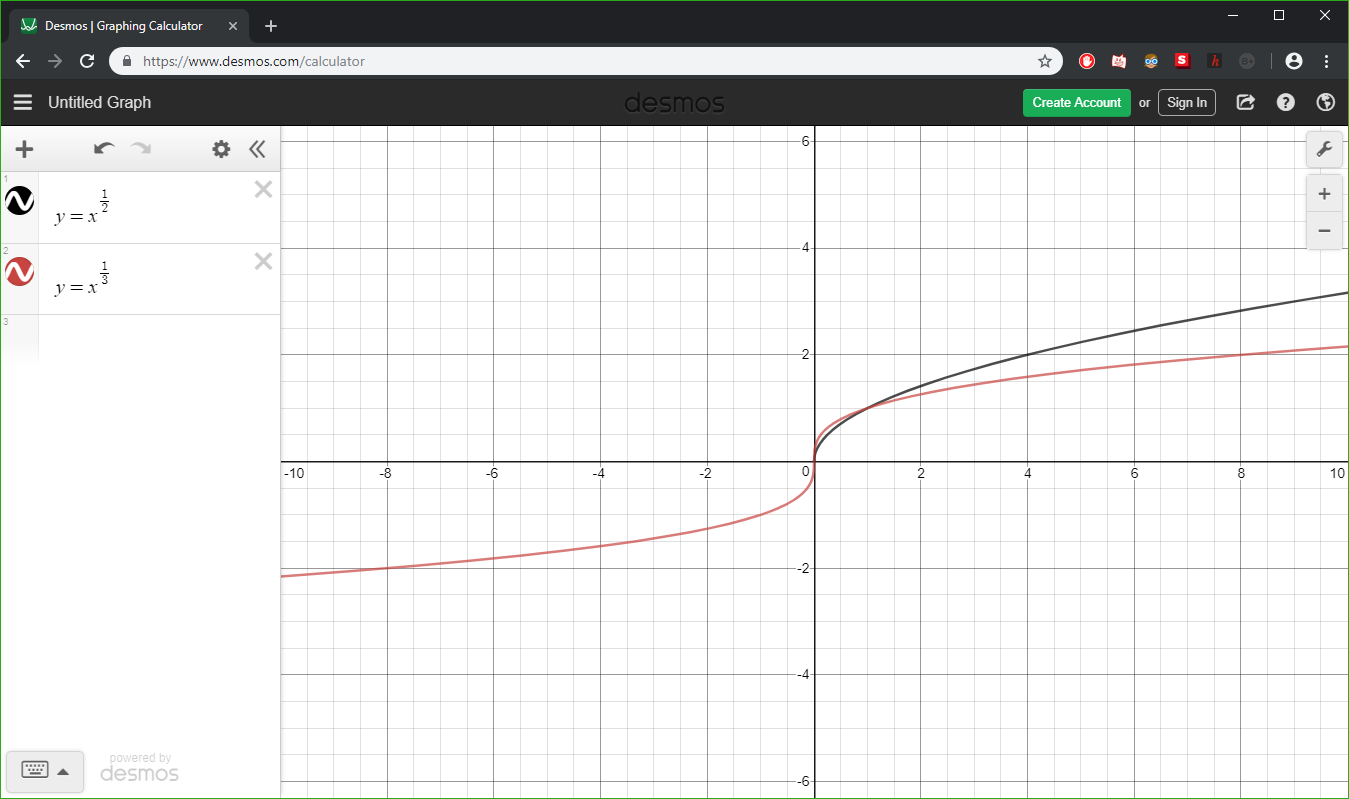 Desmos | Graphing Calculator
https://www.desmos.com/calculator
Untitled Graph
desmos
Create Account or Sign In
1
y = x^(1/2)
2
y = x^(1/3)
3
powered by
desmos
6
4
2
-10 -8 -6 -4 -2 0 2 4 6 8 10
-2
-4
-6